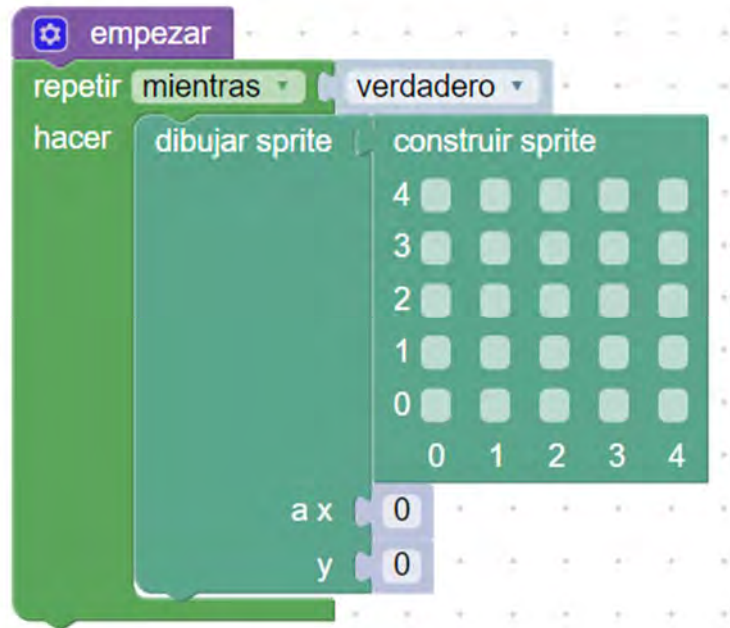 empezar
repetir mientras verdadero
hacer dibujar sprite construir sprite
4
3
2
1
0
0 1 2 3 4
a x 0
y 0